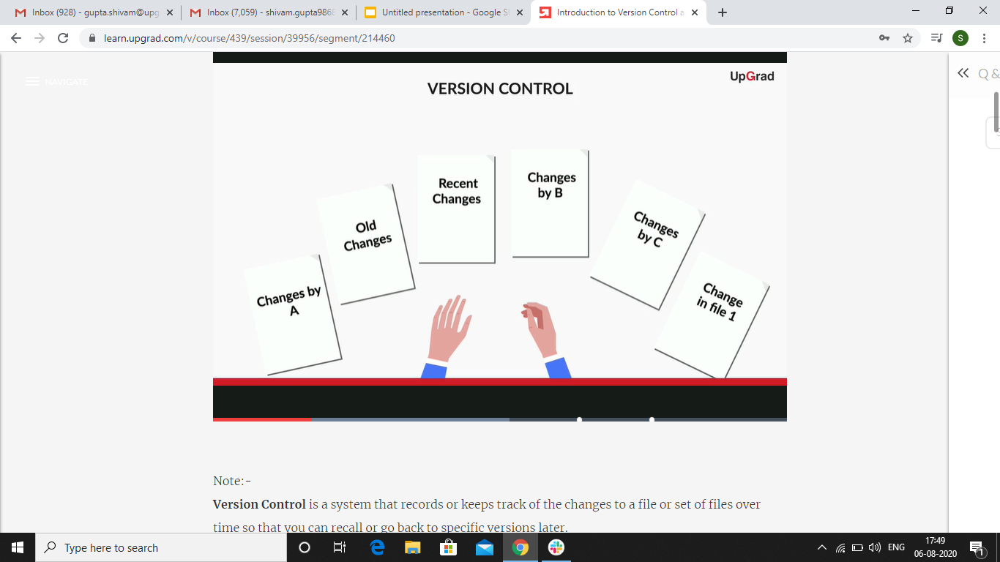 Inbox (928) - gupta.shivam@upg
Inbox (7,059) - shivam.gupta9868
Untitled presentation - Google Sl
Introduction to Version Control a
learn.upgrad.com/v/course/439/session/39956/segment/214460
S
NAVIGATE
Q &
UpGrad
VERSION CONTROL
Changes by
A
Old
Changes
Recent
Changes
Changes
by B
Changes
by C
Change
in file 1
Note:-
Version Control is a system that records or keeps track of the changes to a file or set of files over
time so that you can recall or go back to specific versions later.
Type here to search
ENG
17:49
06-08-2020
1